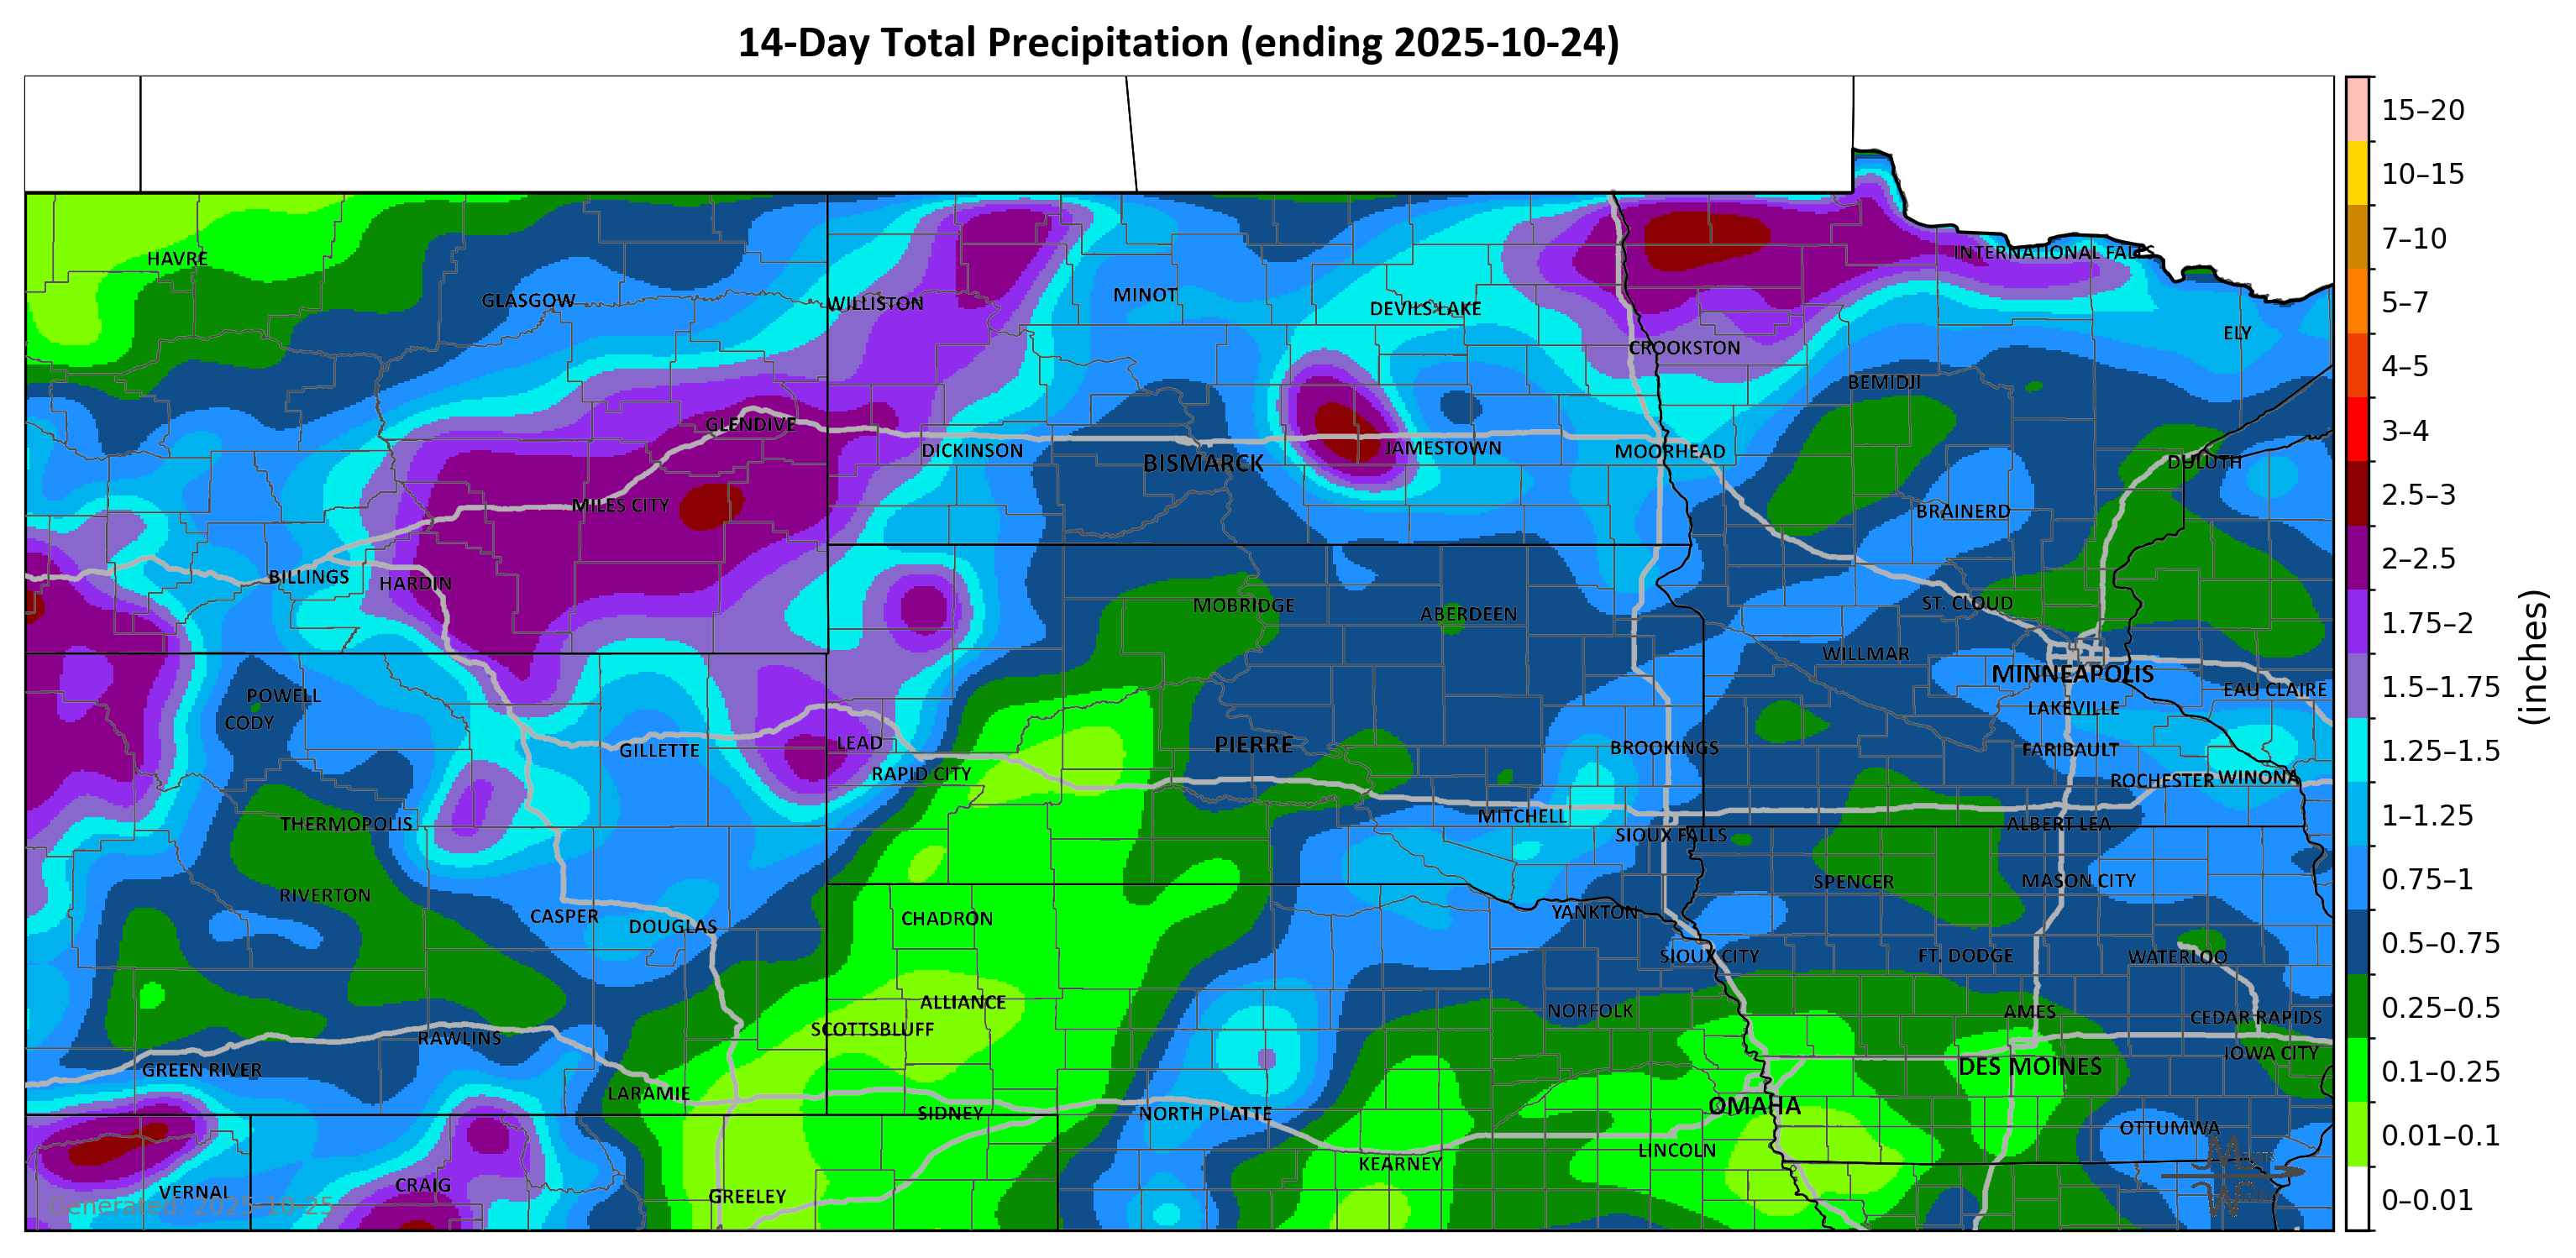 14-Day Total Precipitation (ending 2025-10-24)
15–20
10–15
7–10
5–7
4–5
3–4
2.5–3
2–2.5
1.75–2
1.5–1.75
1.25–1.5
1–1.25
0.75–1
0.5–0.75
0.25–0.5
0.1–0.25
0.01–0.1
0–0.01
(inches)
HAVRE
INTERNATIONAL FALLS
GLASGOW
WILLISTON
MINOT
DEVILS LAKE
ELY
CROOKSTON
BEMIDJI
GLENDIVE
DICKINSON
BISMARCK
JAMESTOWN
MOORHEAD
DULUTH
MILES CITY
BRAINERD
BILLINGS
HARDIN
MOBRIDGE
ABERDEEN
ST. CLOUD
WILLMAR
MINNEAPOLIS
POWELL
EAU CLAIRE
CODY
LAKEVILLE
GILLETTE
LEAD
PIERRE
BROOKINGS
FARIBAULT
RAPID CITY
ROCHESTER
WINONA
THERMOPOLIS
MITCHELL
ALBERT LEA
SIOUX FALLS
RIVERTON
SPENCER
MASON CITY
CASPER
CHADRON
YANKTON
DOUGLAS
SIOUX CITY
FT. DODGE
WATERLOO
ALLIANCE
NORFOLK
AMES
SCOTTSBLUFF
CEDAR RAPIDS
RAWLINS
IOWA CITY
GREEN RIVER
DES MOINES
LARAMIE
SIDNEY
NORTH PLATTE
OMAHA
OTTUMWA
LINCOLN
KEARNEY
VERNAL
CRAIG
GREELEY
Generated: 2025-10-25